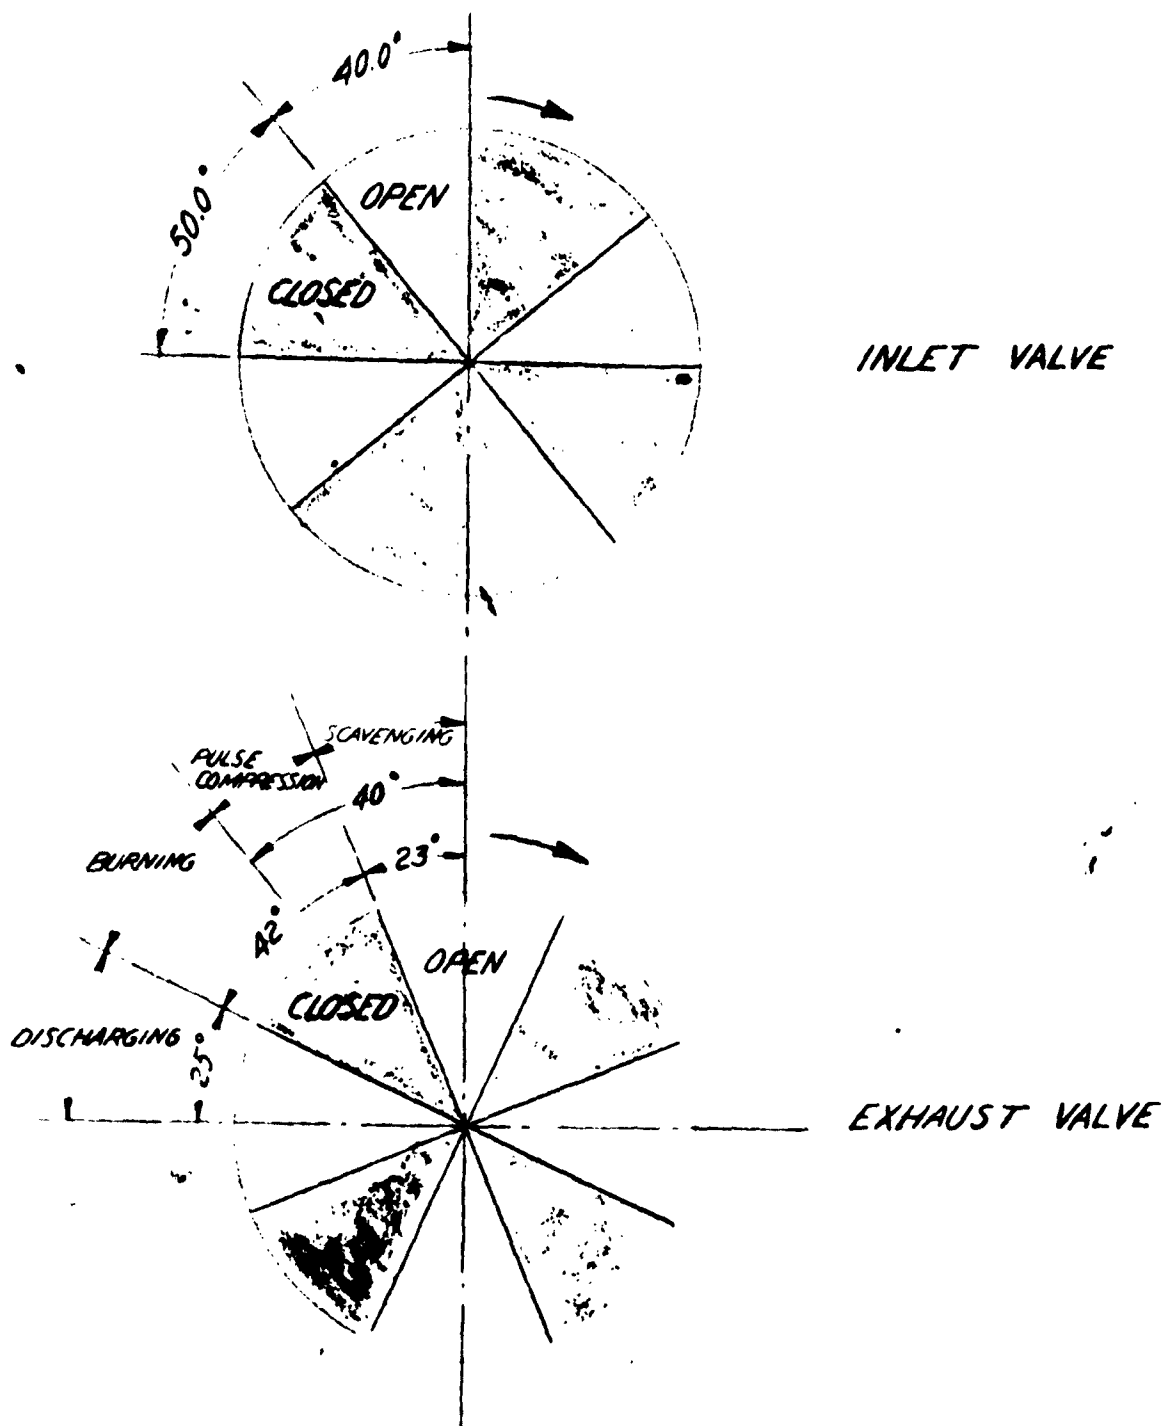 40.0°
50.0°
OPEN
CLOSED
INLET VALVE
SCAVENGING
PULSE
COMPRESSION
40°
BURNING
23°
42°
OPEN
CLOSED
DISCHARGING
25°
EXHAUST VALVE